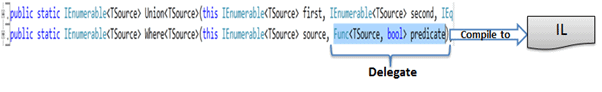 public static IEnumerable<TSource> Union<TSource>(this IEnumerable<TSource> first, IEnumerable<TSource> second, IEq
public static IEnumerable<TSource> Where<TSource>(this IEnumerable<TSource> source, Func<TSource, bool> predicate)
Compile to
IL
Delegate